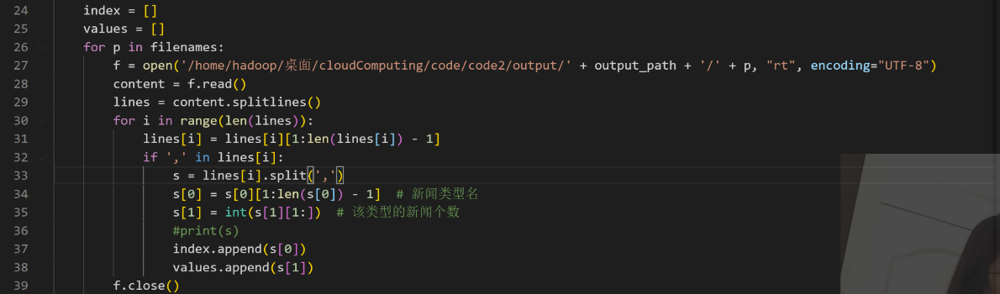 24 index = []
25 values = []
26 for p in filenames:
27 f = open('/home/hadoop/桌面/cloudComputing/code/code2/output/' + output_path + '/' + p, "rt", encoding="UTF-8")
28 content = f.read()
29 lines = content.splitlines()
30 for i in range(len(lines)):
31 lines[i] = lines[i][1:len(lines[i]) - 1]
32 if ',' in lines[i]:
33 s = lines[i].split(',')
34 s[0] = s[0][1:len(s[0]) - 1] # 新闻类型名
35 s[1] = int(s[1][1:]) # 该类型的新闻个数
36 #print(s)
37 index.append(s[0])
38 values.append(s[1])
39 f.close()